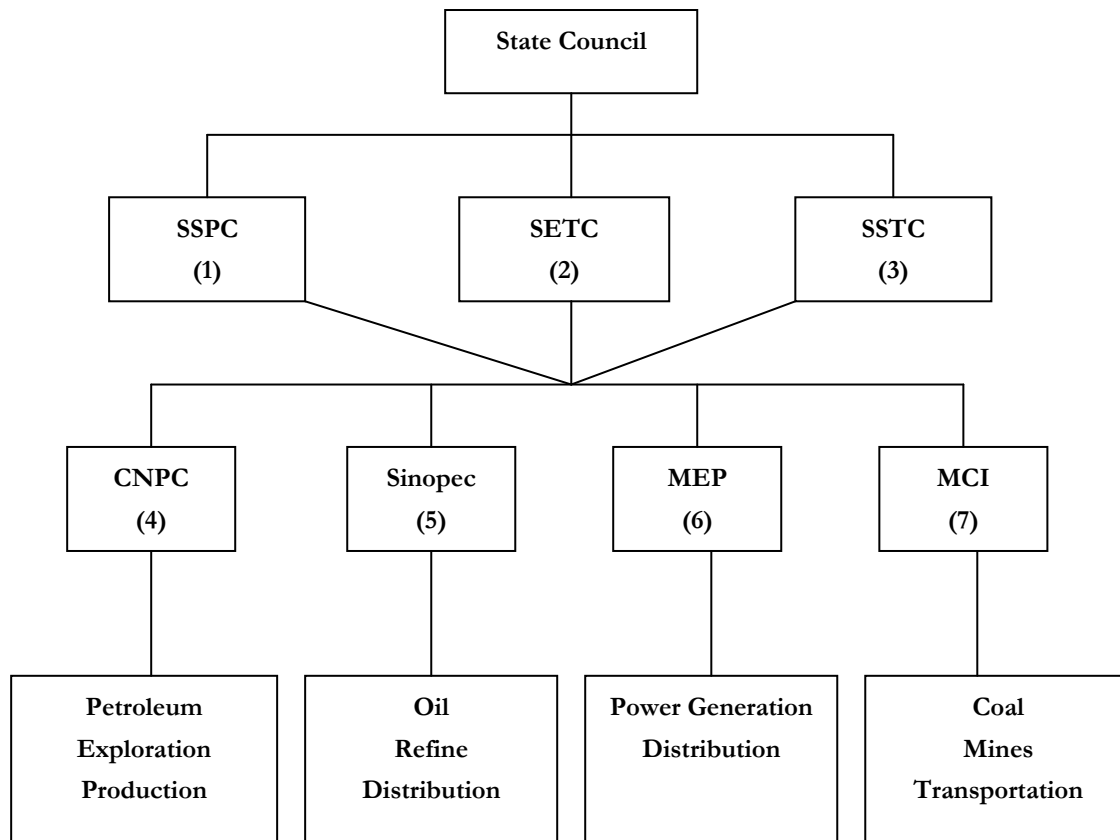 State Council
SSPC
(1)
SETC
(2)
SSTC
(3)
CNPC
(4)
Sinopec
(5)
MEP
(6)
MCI
(7)
Petroleum
Exploration
Production
Oil
Refine
Distribution
Power Generation
Distribution
Coal
Mines
Transportation